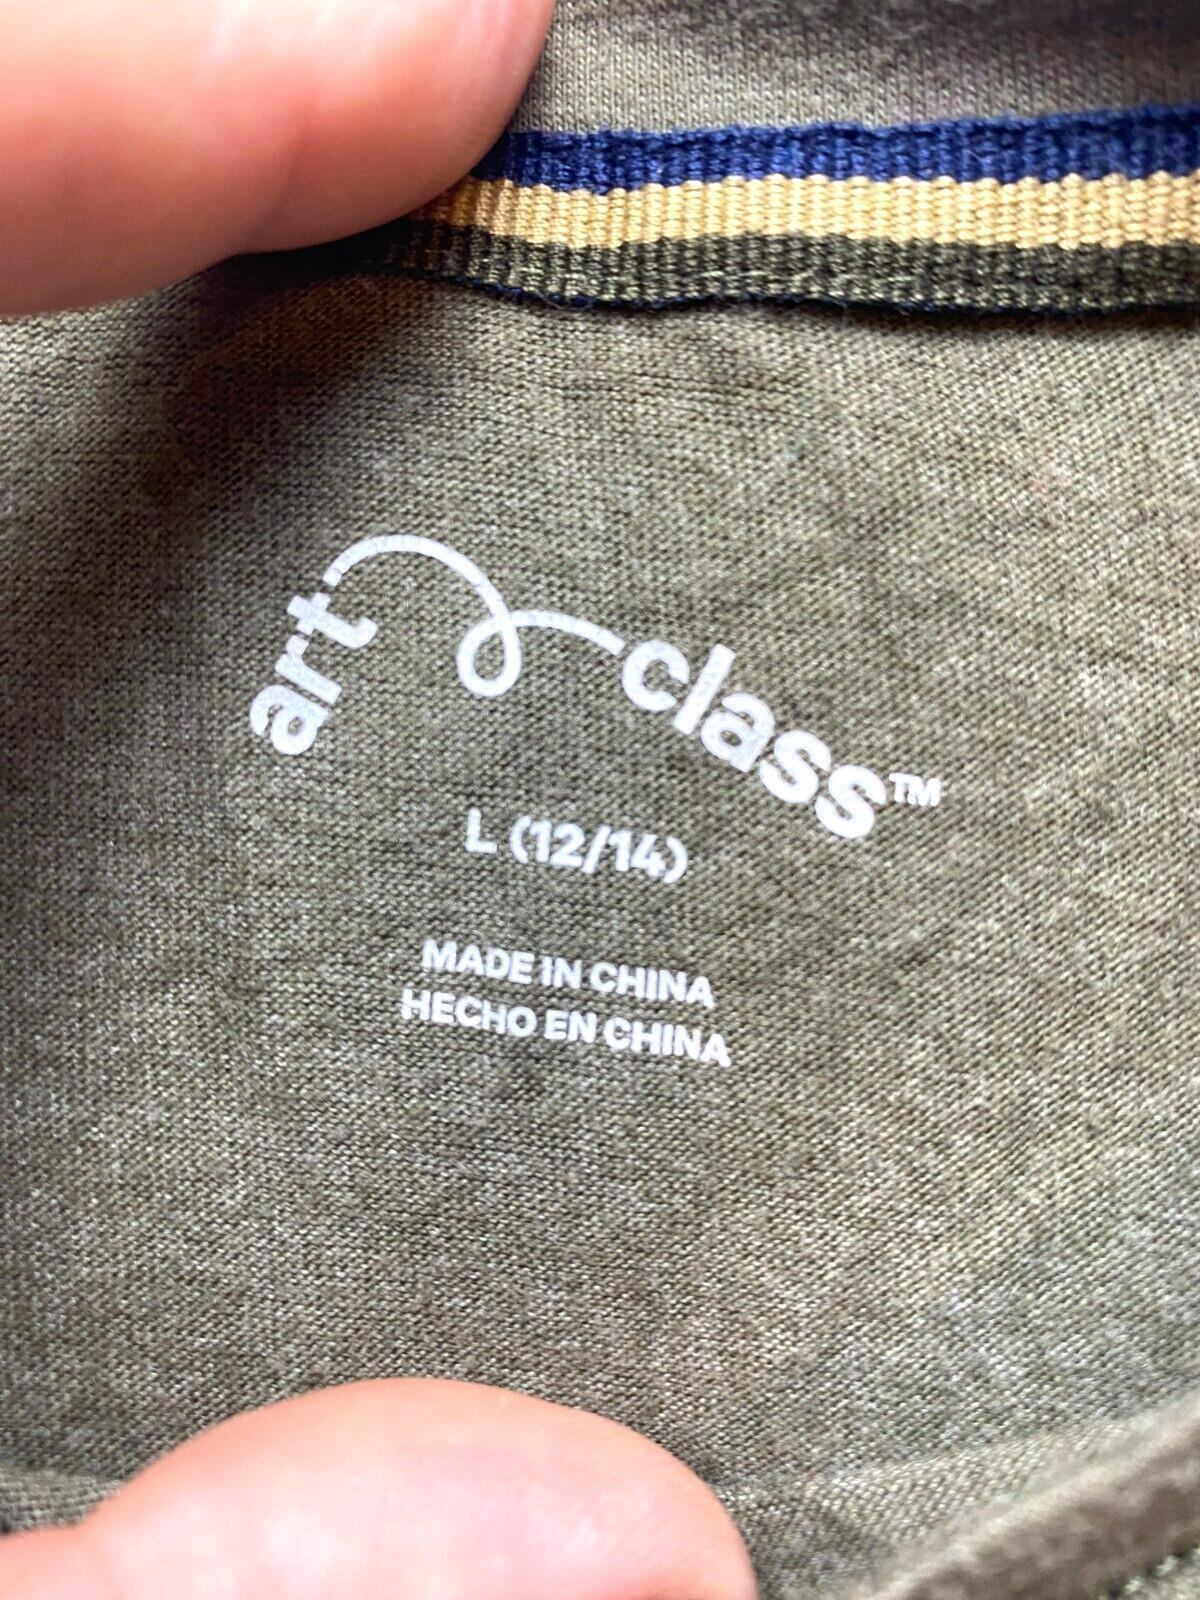 art class™
L (12/14)
MADE IN CHINA
HECHO EN CHINA